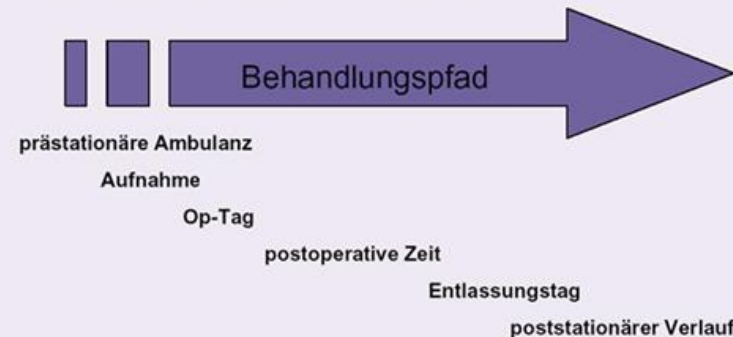 Behandlungspfad
prästationäre Ambulanz
Aufnahme
Op-Tag
postoperative Zeit
Entlassungstag
poststationärer Verlauf